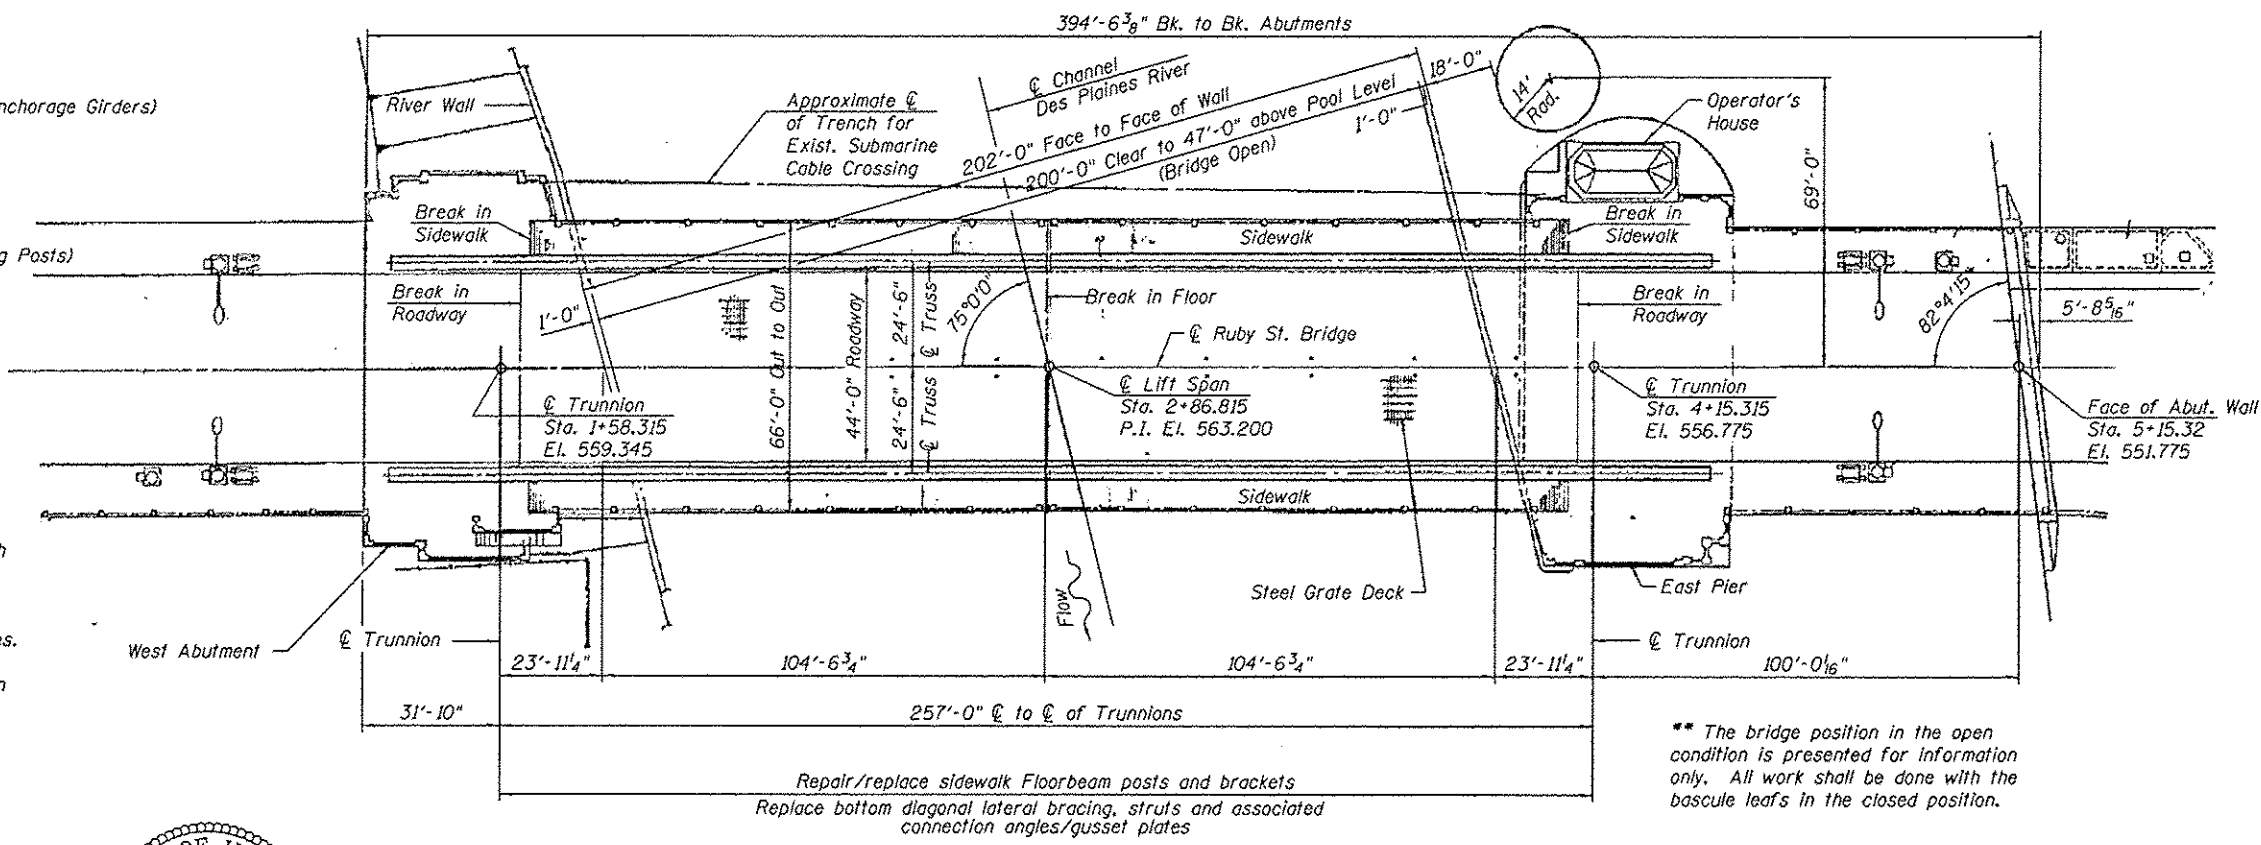 394'-6 3/8" Bk. to Bk. Abutments
nchorage Girders)
River Wall
Approximate ℄
of Trench for
Exist. Submarine
Cable Crossing
℄ Channel
Des Plaines River
202'-0" Face to Face of Wall
200'-0" Clear to 47'-0" above Pool Level
(Bridge Open)
18'-0"
1'-0"
14'
Rad.
Operator's
House
69'-0"
Break in
Sidewalk
Sidewalk
Break in
Sidewalk
g Posts)
Break in
Roadway
1'-0"
66'-0" Out to Out
44'-0" Roadway
24'-6" 24'-6"
℄ Truss ℄ Truss
75°0'0"
Break in Floor
℄ Ruby St. Bridge
Break in
Roadway
82°4'15"
5'-8 5/16"
℄ Trunnion
Sta. 1+58.315
El. 559.345
℄ Lift Span
Sta. 2+86.815
P.I. El. 563.200
℄ Trunnion
Sta. 4+15.315
El. 556.775
Face of Abut. Wall
Sta. 5+15.32
El. 551.775
Sidewalk
Flow
Steel Grate Deck
East Pier
West Abutment
℄ Trunnion
℄ Trunnion
23'-11 1/4"
104'-6 3/4"
104'-6 3/4"
23'-11 1/4"
100'-0 1/16"
31'-10"
257'-0" ℄ to ℄ of Trunnions
Repair/replace sidewalk Floorbeam posts and brackets
Replace bottom diagonal lateral bracing, struts and associated
connection angles/gusset plates
** The bridge position in the open
condition is presented for information
only. All work shall be done with the
bascule leafs in the closed position.